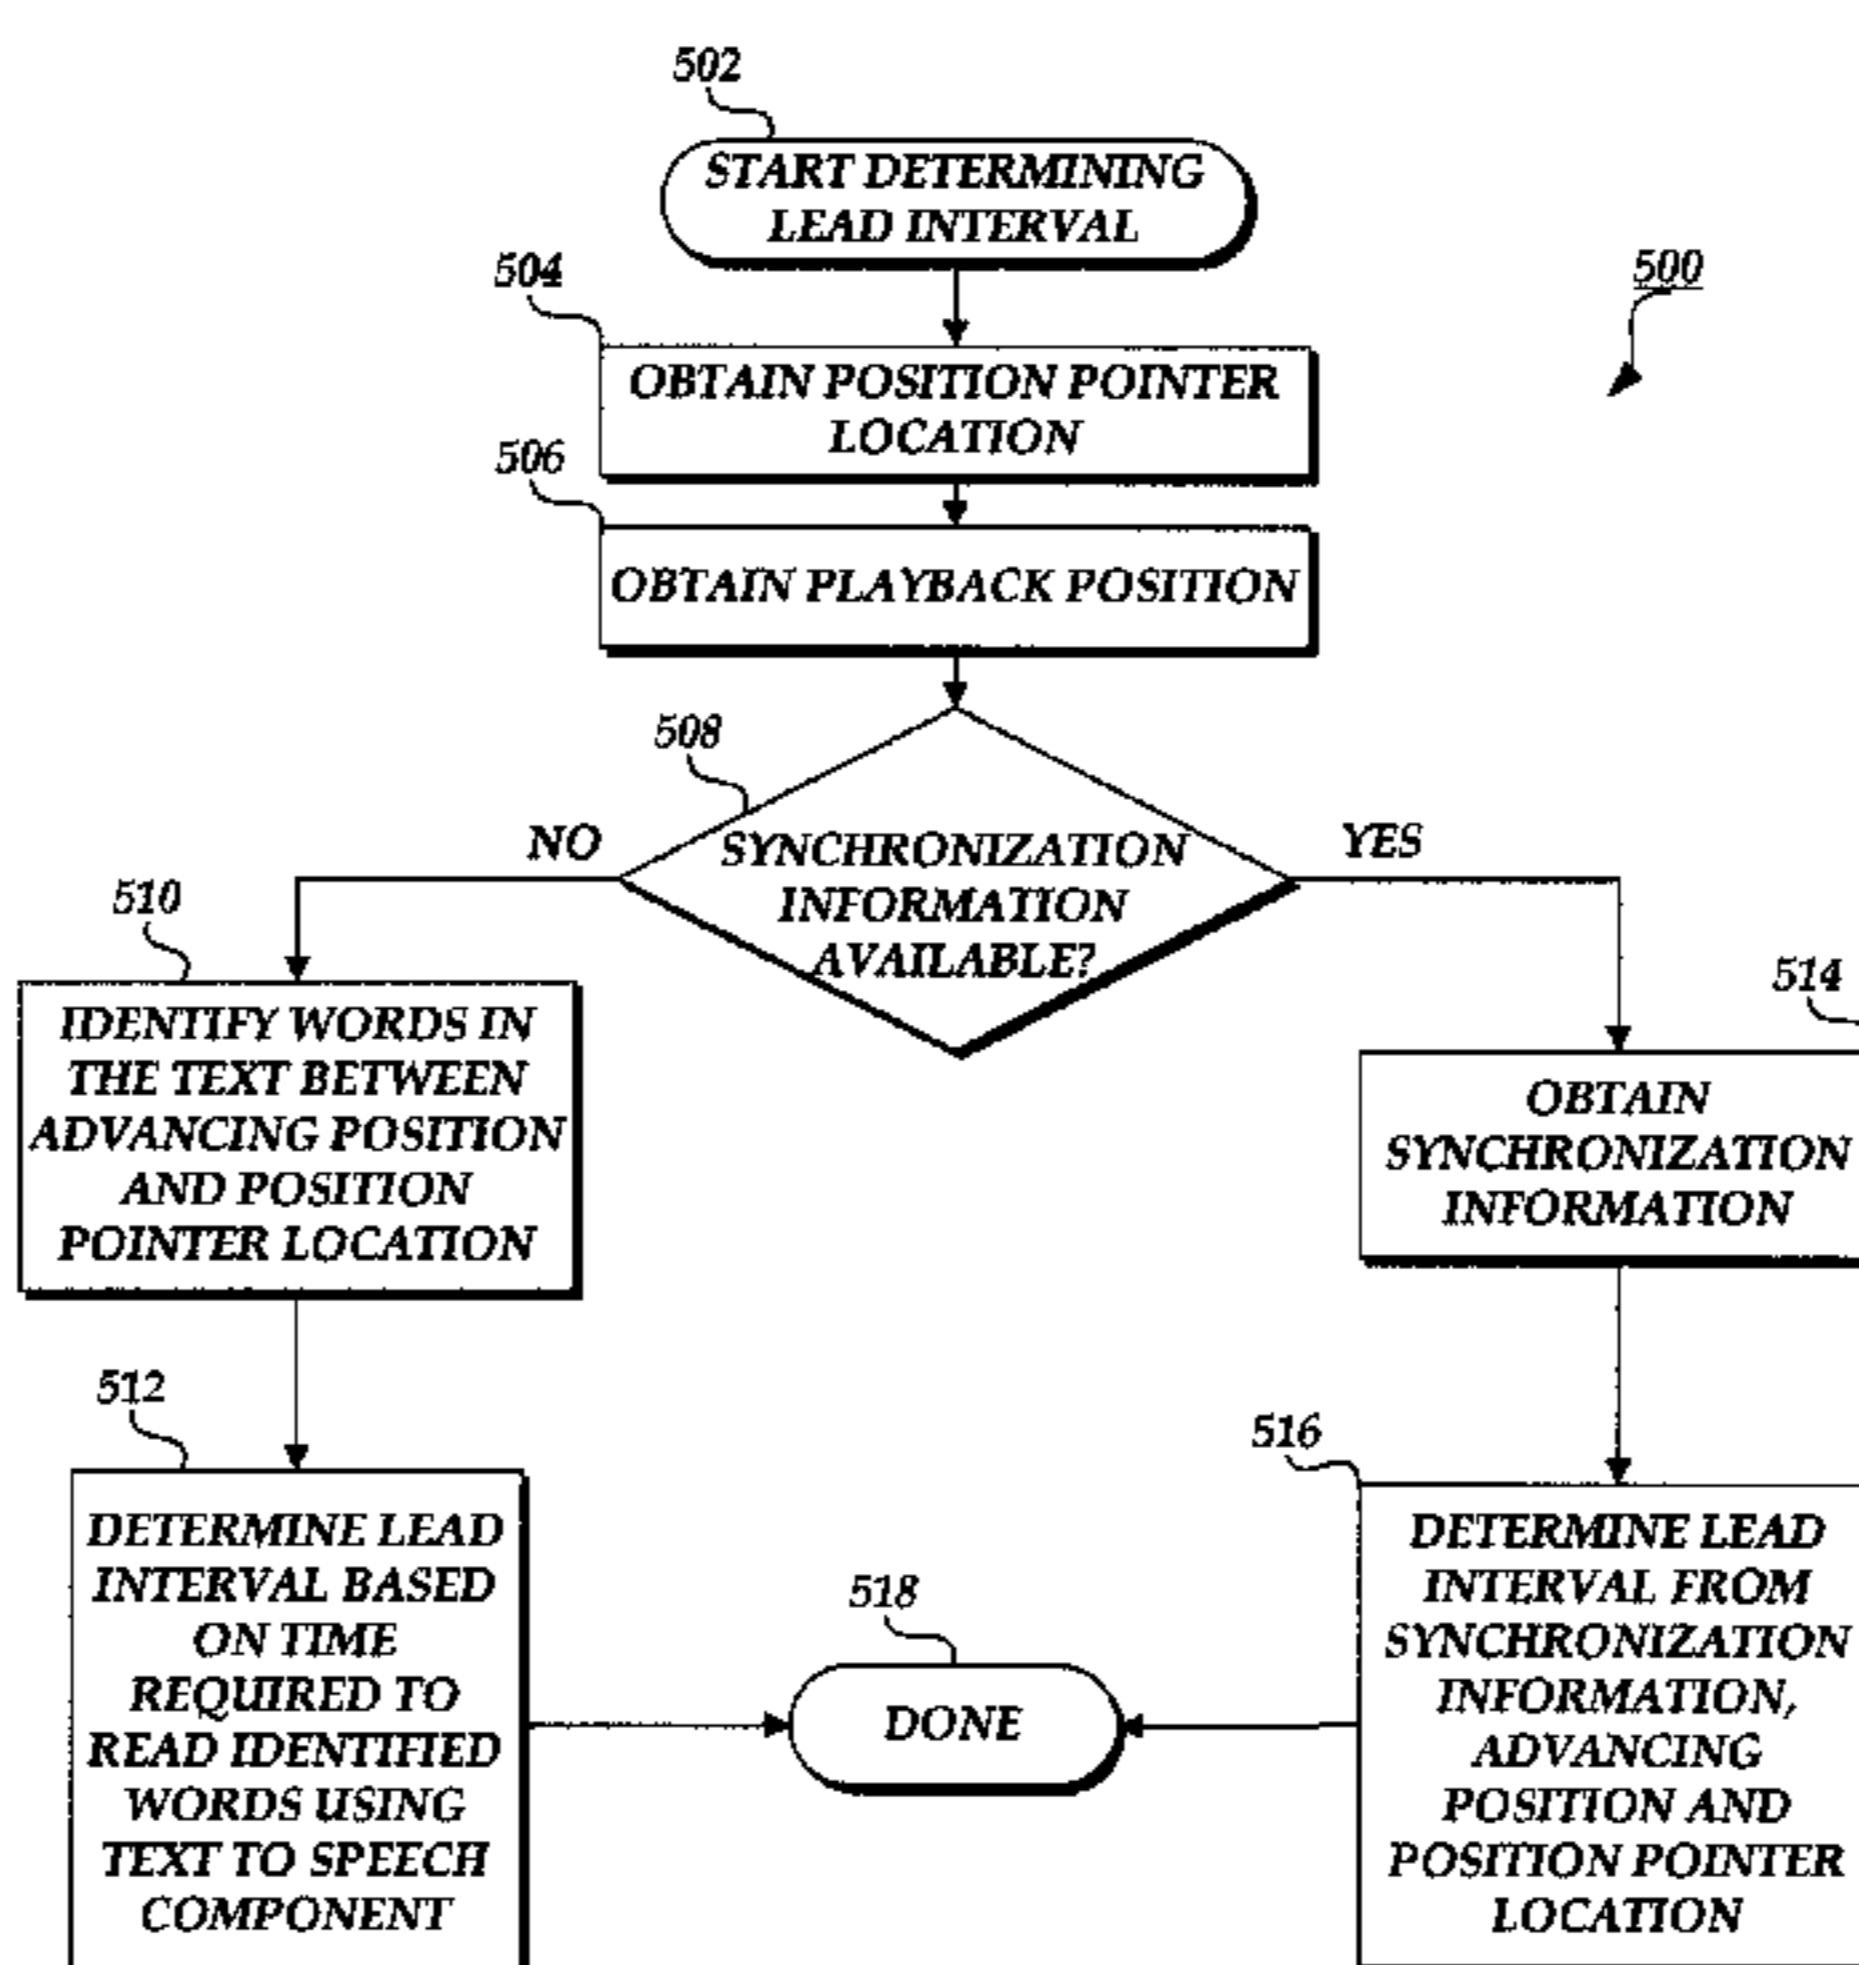 502
START DETERMINING
LEAD INTERVAL
500
504
OBTAIN POSITION POINTER
LOCATION
506
OBTAIN PLAYBACK POSITION
508
SYNCHRONIZATION
INFORMATION
AVAILABLE?
NO
YES
510
IDENTIFY WORDS IN
THE TEXT BETWEEN
ADVANCING POSITION
AND POSITION
POINTER LOCATION
514
OBTAIN
SYNCHRONIZATION
INFORMATION
512
DETERMINE LEAD
INTERVAL BASED
ON TIME
REQUIRED TO
READ IDENTIFIED
WORDS USING
TEXT TO SPEECH
COMPONENT
516
DETERMINE LEAD
INTERVAL FROM
SYNCHRONIZATION
INFORMATION,
ADVANCING
POSITION AND
POSITION POINTER
LOCATION
518
DONE